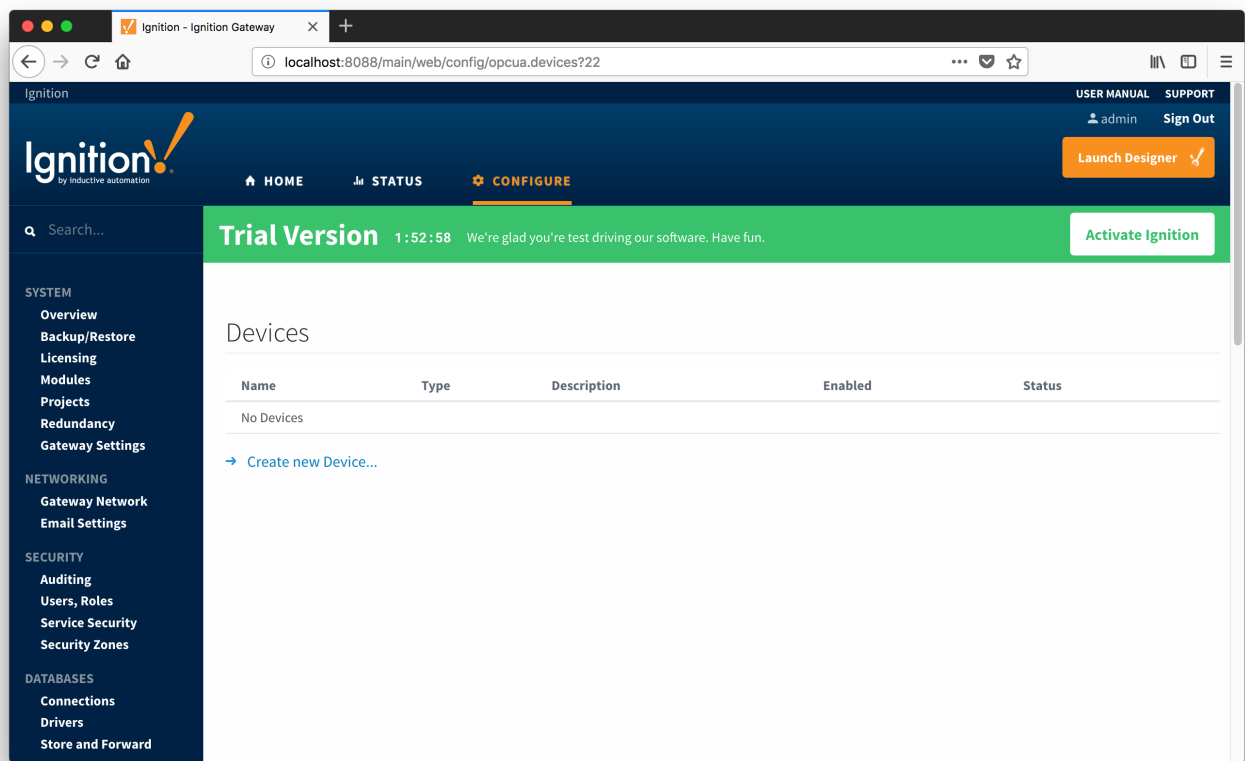 Ignition - Ignition Gateway
localhost:8088/main/web/config/opcua.devices?22
Ignition
USER MANUAL SUPPORT
admin Sign Out
Ignition!
by inductive automation
Launch Designer
HOME STATUS CONFIGURE
Search...
Trial Version 1:52:58 We're glad you're test driving our software. Have fun.
Activate Ignition
SYSTEM
Overview
Backup/Restore
Licensing
Modules
Projects
Redundancy
Gateway Settings
NETWORKING
Gateway Network
Email Settings
SECURITY
Auditing
Users, Roles
Service Security
Security Zones
DATABASES
Connections
Drivers
Store and Forward
Devices
Name Type Description Enabled Status
No Devices
Create new Device...